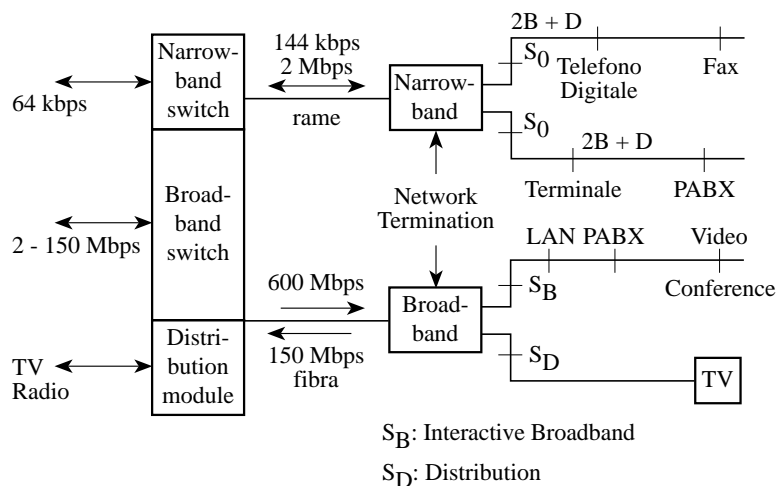 Narrow-
band
switch
64 kbps
144 kbps
2 Mbps
rame
Narrow-
band
2B + D
S0
Telefono
Digitale
Fax
S0
2B + D
Terminale
PABX
Broad-
band
switch
2 - 150 Mbps
Network
Termination
LAN PABX
Video
Conference
600 Mbps
Broad-
band
SB
150 Mbps
fibra
Distri-
bution
module
TV
Radio
SD
TV
SB: Interactive Broadband
SD: Distribution